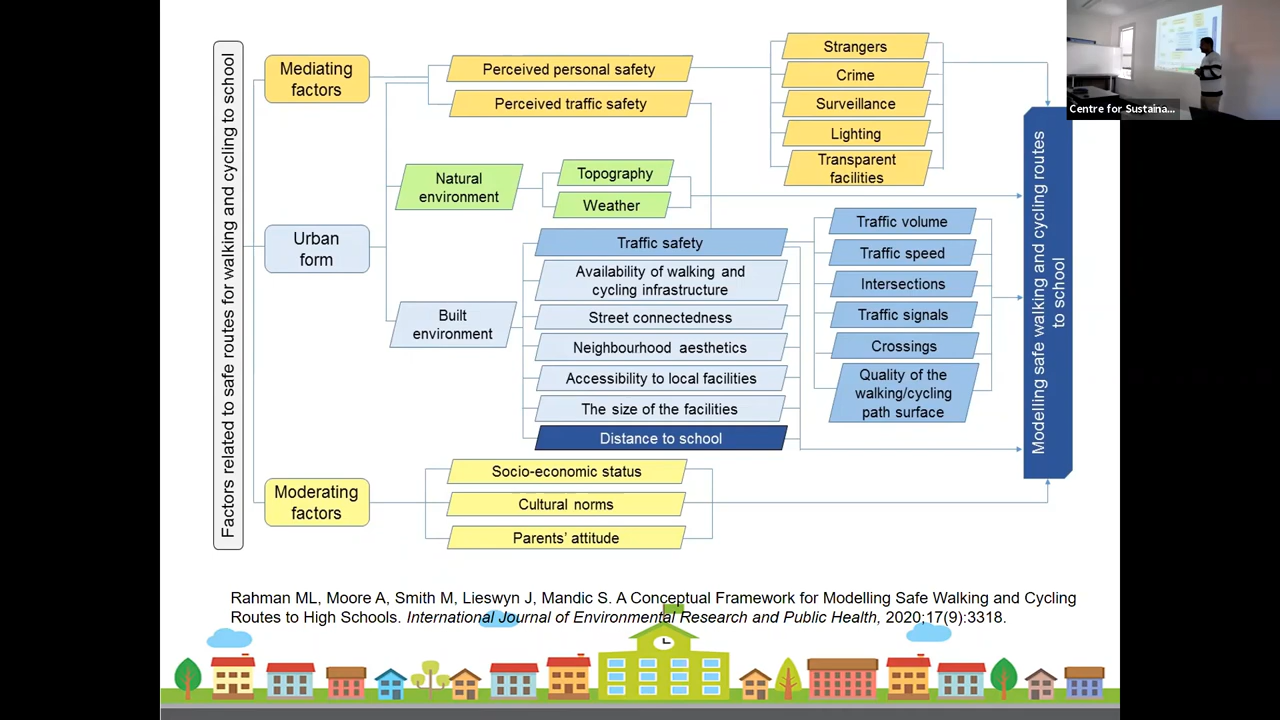 Factors related to safe routes for walking and cycling to school
Mediating
factors
Perceived personal safety
Perceived traffic safety
Strangers
Crime
Surveillance
Lighting
Transparent
facilities
Centre for Sustaina...
Urban
form
Natural
environment
Topography
Weather
Built
environment
Traffic safety
Availability of walking and
cycling infrastructure
Street connectedness
Neighbourhood aesthetics
Accessibility to local facilities
The size of the facilities
Distance to school
Traffic volume
Traffic speed
Intersections
Traffic signals
Crossings
Quality of the
walking/cycling
path surface
Moderating
factors
Socio-economic status
Cultural norms
Parents' attitude
Modelling safe walking and cycling routes
to school
Rahman ML, Moore A, Smith M, Lieswyn J, Mandic S. A Conceptual Framework for Modelling Safe Walking and Cycling
Routes to High Schools. International Journal of Environmental Research and Public Health, 2020;17(9):3318.